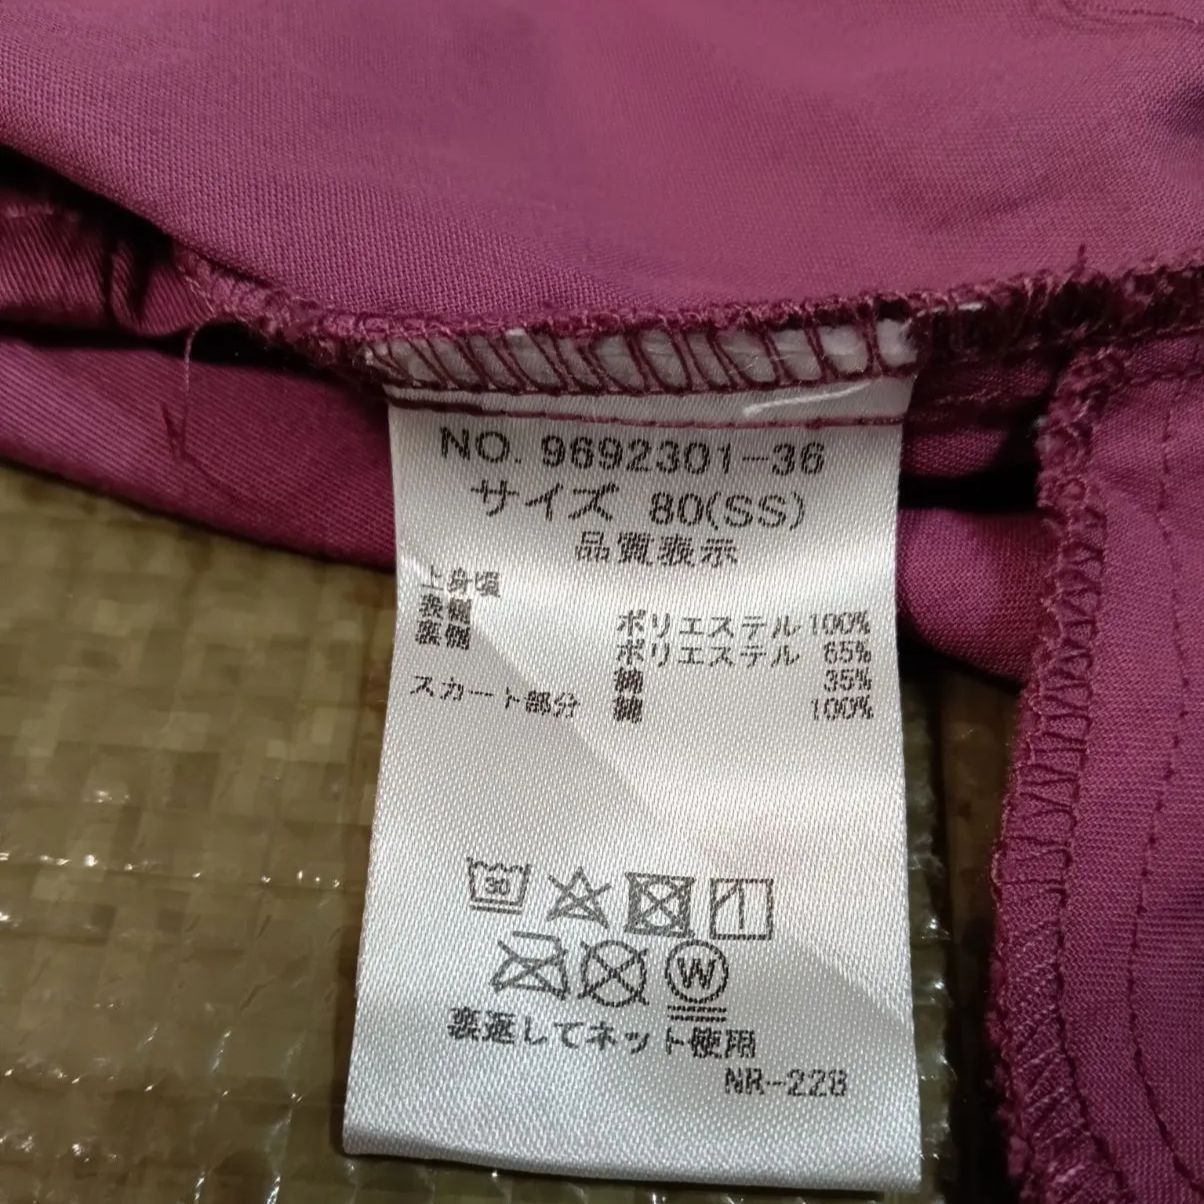 NO. 9692301-36
サイズ 80(SS)
品質表示
上身頃
表側 ポリエステル 100%
裏側 ポリエステル 65%
綿 35%
スカート部分 綿 100%
30
W
裏返してネット使用
NR-228